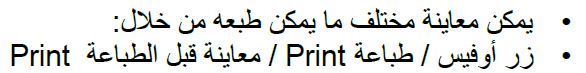 • يمكن معاينة مختلف ما يمكن طبعه من خلال:
• زر أوفيس / طباعة Print / معاينة قبل الطباعة Print